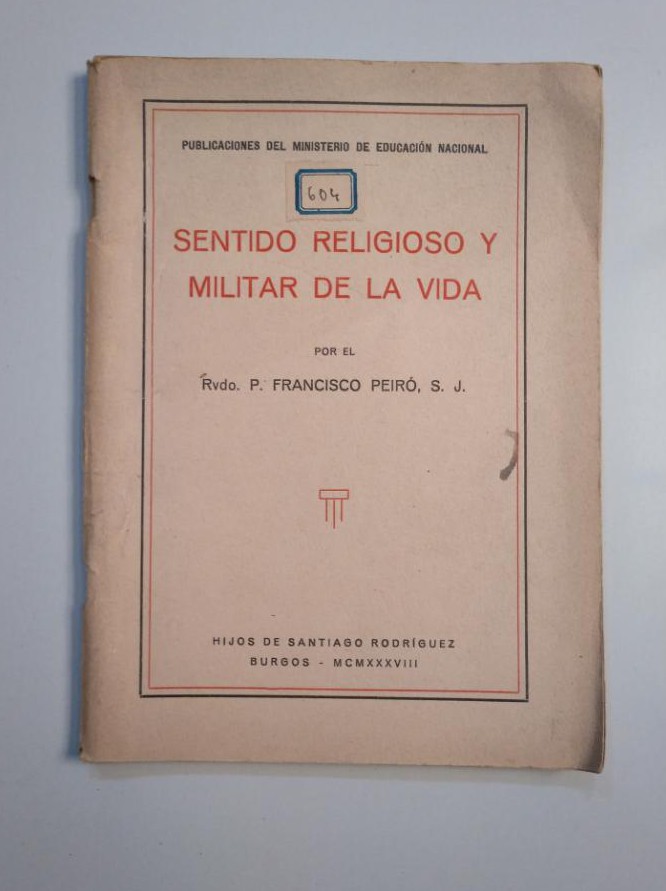 PUBLICACIONES DEL MINISTERIO DE EDUCACIÓN NACIONAL
604
SENTIDO RELIGIOSO Y
MILITAR DE LA VIDA
POR EL
Rvdo. P. FRANCISCO PEIRÓ, S. J.
HIJOS DE SANTIAGO RODRÍGUEZ
BURGOS - MCMXXXVIII